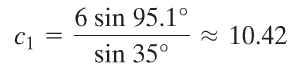 c₁ = 6 sin 95.1° / sin 35° ≈ 10.42